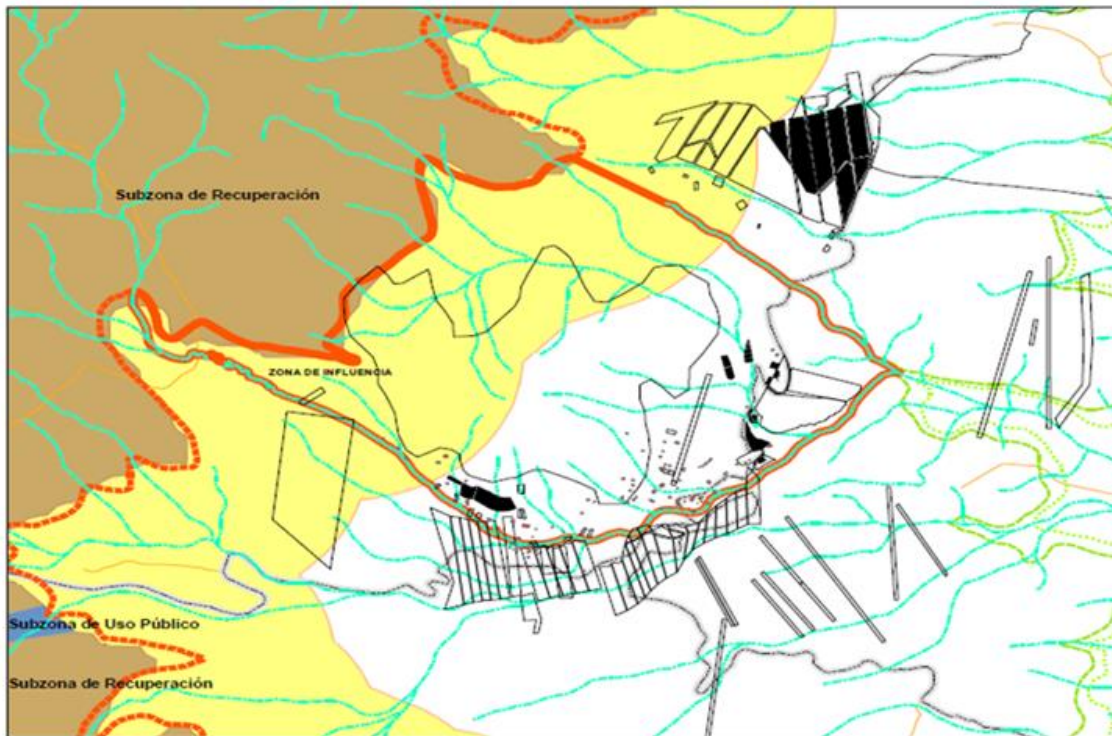 Subzona de Recuperación
ZONA DE INFLUENCIA
Subzona de Uso Público
Subzona de Recuperación